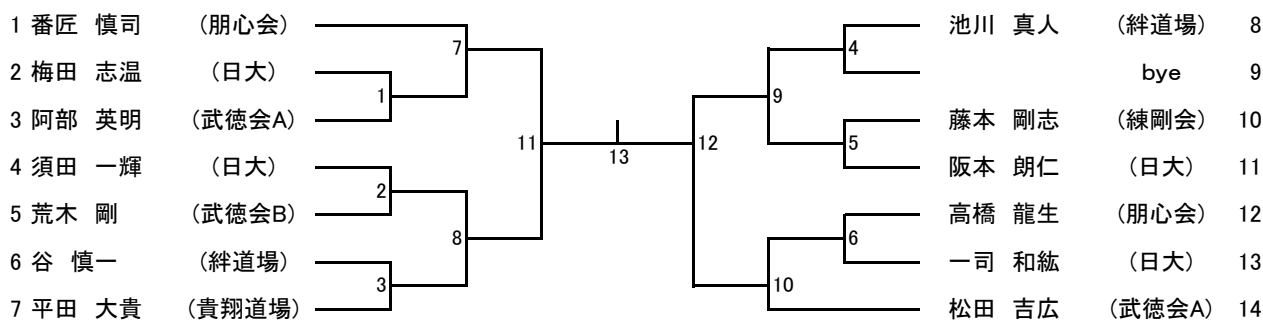 1 番匠 慎司 (朋心会)
2 梅田 志温 (日大)
3 阿部 英明 (武徳会A)
4 須田 一輝 (日大)
5 荒木 剛 (武徳会B)
6 谷 慎一 (絆道場)
7 平田 大貴 (貴翔道場)
7
1
2
8
3
11
13
12
4
9
5
6
10
池川 真人 (絆道場) 8
bye 9
藤本 剛志 (練剛会) 10
阪本 朗仁 (日大) 11
高橋 龍生 (朋心会) 12
一司 和紘 (日大) 13
松田 吉広 (武徳会A) 14